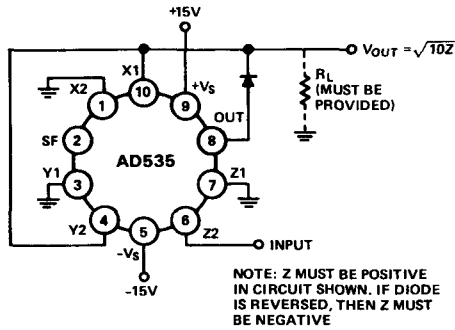 +15V
VOUT = √10Z
X1
X2
+VS
RL
(MUST BE
PROVIDED)
10
1
9
OUT
SF
2
8
AD535
Y1
Z1
3
7
4
5
6
Y2
-VS
Z2
INPUT
-15V
NOTE: Z MUST BE POSITIVE
IN CIRCUIT SHOWN. IF DIODE
IS REVERSED, THEN Z MUST
BE NEGATIVE